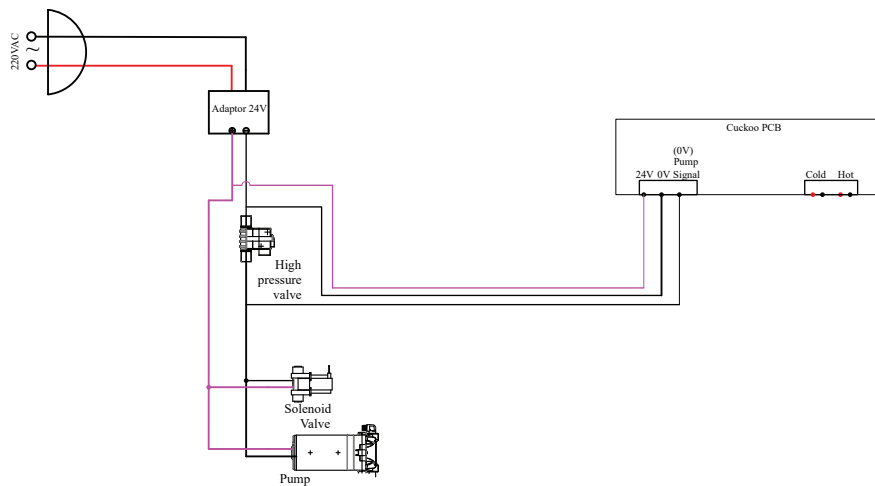 220VAC
~
Adaptor 24V
Cuckoo PCB
(0V)
Pump
24V 0V Signal
Cold Hot
High
pressure
valve
Solenoid
Valve
Pump